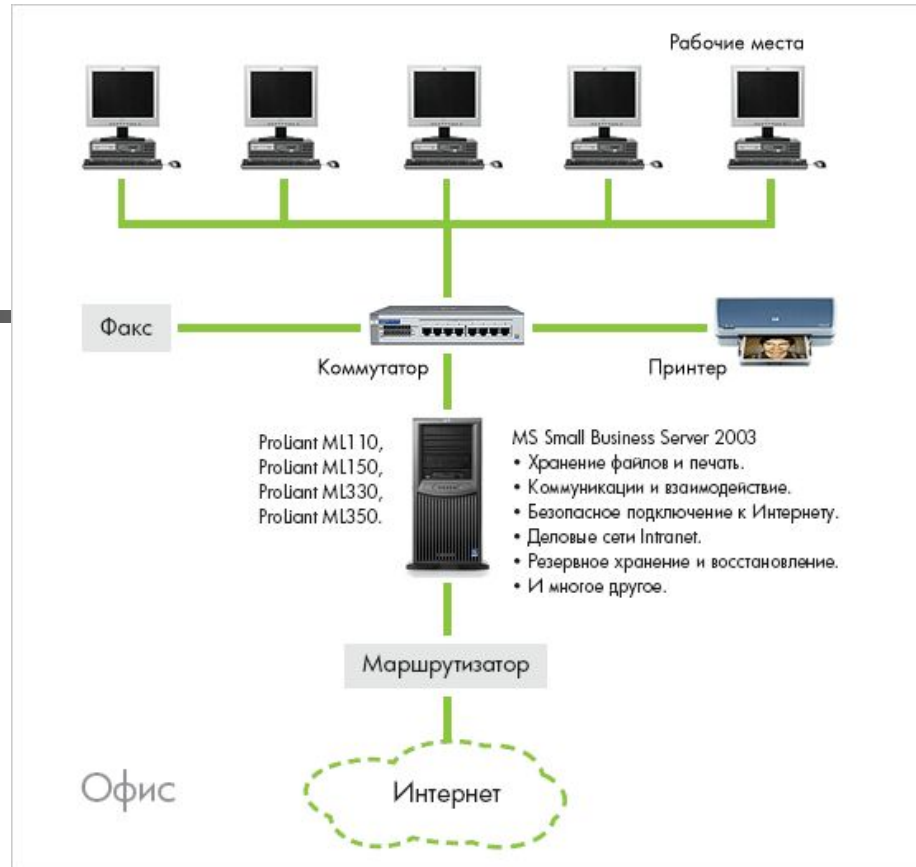 Рабочие места
Факс
Коммутатор
Принтер
ProLiant ML110,
ProLiant ML150,
ProLiant ML330,
ProLiant ML350.
MS Small Business Server 2003
• Хранение файлов и печать.
• Коммуникации и взаимодействие.
• Безопасное подключение к Интернету.
• Деловые сети Intranet.
• Резервное хранение и восстановление.
• И многое другое.
Маршрутизатор
Интернет
Офис